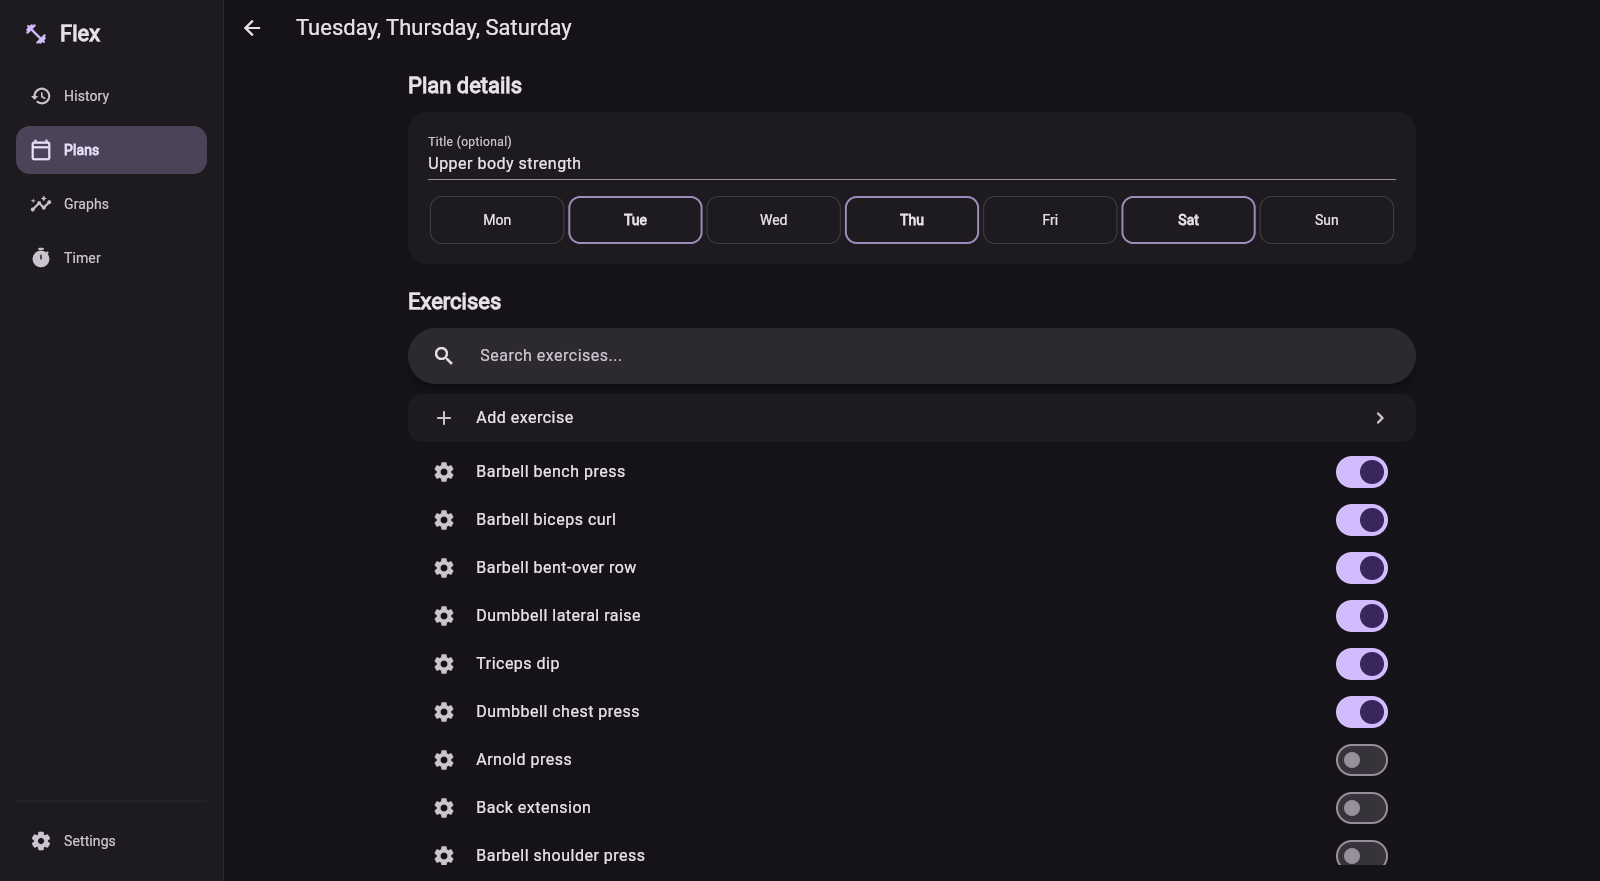 Flex
History
Plans
Graphs
Timer
Settings
Tuesday, Thursday, Saturday
Plan details
Title (optional)
Upper body strength
Mon Tue Wed Thu Fri Sat Sun
Exercises
Search exercises...
Add exercise
Barbell bench press
Barbell biceps curl
Barbell bent-over row
Dumbbell lateral raise
Triceps dip
Dumbbell chest press
Arnold press
Back extension
Barbell shoulder press